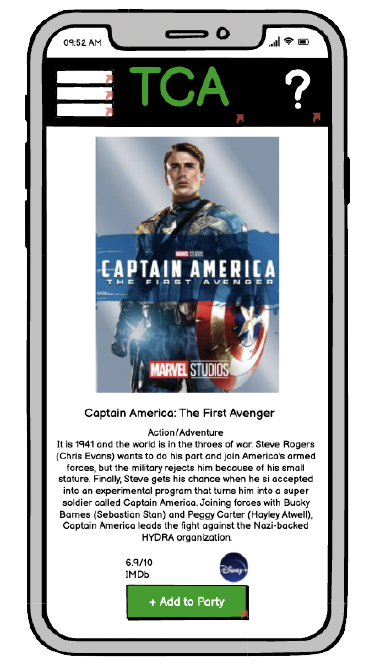 09:52 AM
TCA
?
MARVEL STUDIOS
CAPTAIN AMERICA
THE FIRST AVENGER
MARVEL STUDIOS
Captain America: The First Avenger
Action/Adventure
It is 1941 and the world is in the throes of war. Steve Rogers
(Chris Evans) wants to do his part and join America's armed
forces, but the military rejects him because of his small
stature. Finally, Steve gets his chance when he si accepted
into an experimental program that turns him into a super
soldier called Captain America. Joining forces with Bucky
Barnes (Sebastian Stan) and Peggy Carter (Hayley Atwell),
Captain America leads the fight against the Nazi-backed
HYDRA organization.
6.9/10
IMDb
Disney+
+ Add to Party